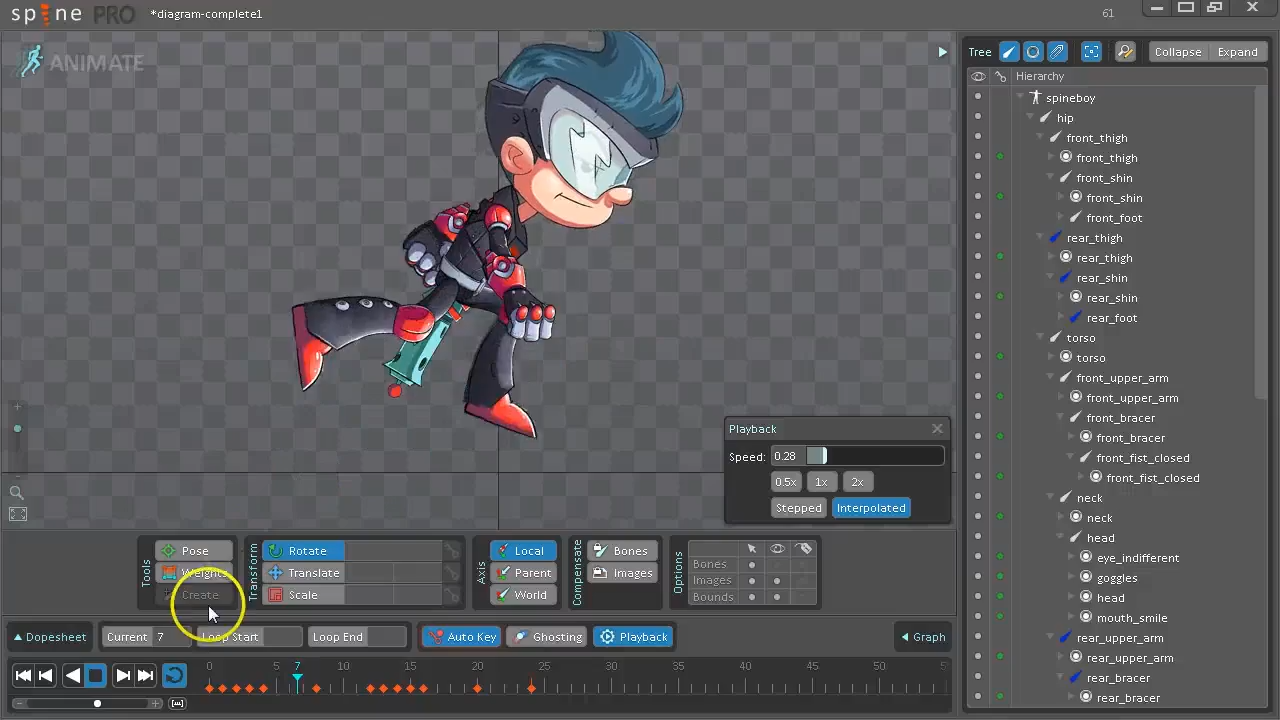 spine PRO *diagram-complete1 61
ANIMATE
Tree Collapse Expand
Hierarchy
spineboy
hip
front_thigh
front_thigh
front_shin
front_shin
front_foot
rear_thigh
rear_thigh
rear_shin
rear_shin
rear_foot
torso
torso
front_upper_arm
front_upper_arm
front_bracer
front_bracer
front_fist_closed
front_fist_closed
neck
neck
head
eye_indifferent
goggles
head
mouth_smile
rear_upper_arm
rear_upper_arm
rear_bracer
rear_bracer
Playback
Speed: 0.28
0.5x 1x 2x
Stepped Interpolated
Tools
Pose
Weights
Create
Transform
Rotate
Translate
Scale
Axis
Local
Parent
World
Compensate
Bones
Images
Options
Bones
Images
Bounds
Dopesheet Current 7 Loop Start Loop End Auto Key Ghosting Playback Graph
0 5 7 10 15 20 25 30 35 40 45 50